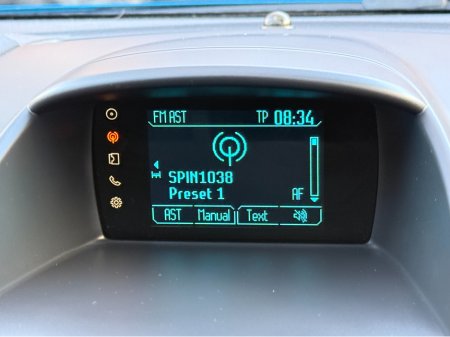 FM AST TP 08:34
SPIN1038
Preset 1 AF
AST Manual Text